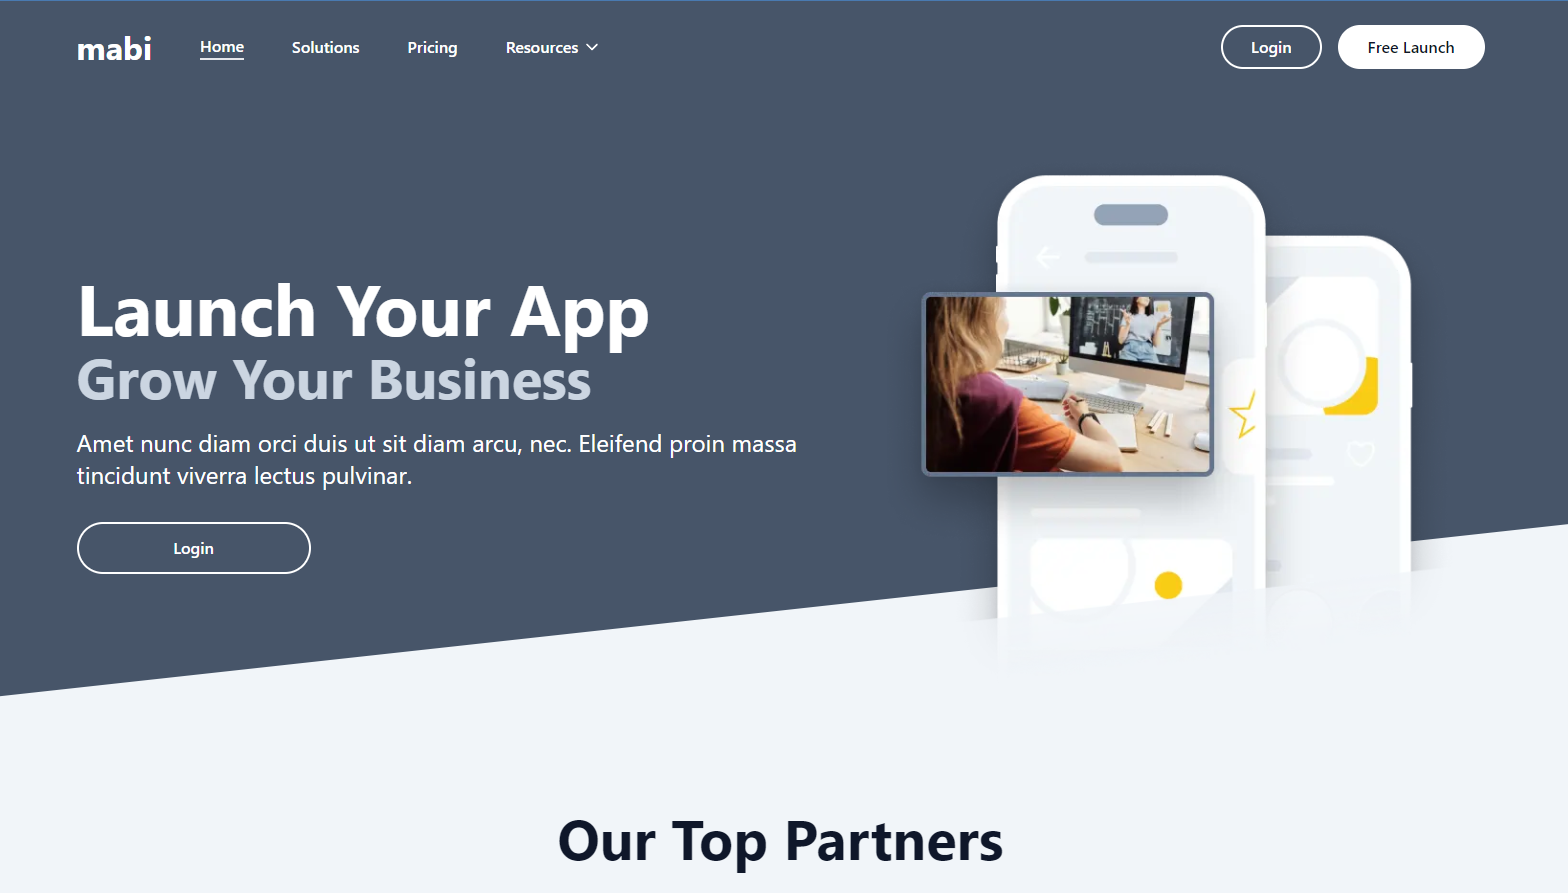 mabi
Home
Solutions
Pricing
Resources
Login
Free Launch
Launch Your App
Grow Your Business
Amet nunc diam orci duis ut sit diam arcu, nec. Eleifend proin massa
tincidunt viverra lectus pulvinar.
Login
Our Top Partners